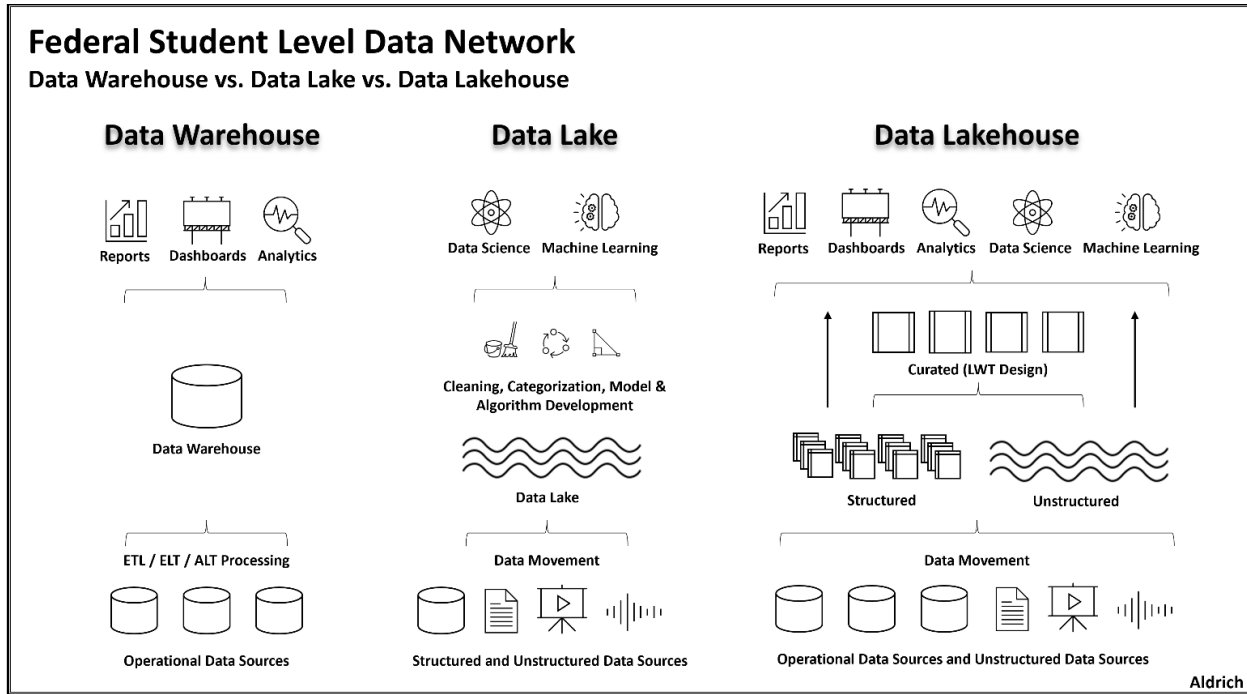 Federal Student Level Data Network
Data Warehouse vs. Data Lake vs. Data Lakehouse
Data Warehouse
Reports
Dashboards
Analytics
Data Warehouse
ETL / ELT / ALT Processing
Operational Data Sources
Data Lake
Data Science
Machine Learning
Cleaning, Categorization, Model &
Algorithm Development
Data Lake
Data Movement
Structured and Unstructured Data Sources
Data Lakehouse
Reports
Dashboards
Analytics
Data Science
Machine Learning
Curated (LWT Design)
Structured
Unstructured
Data Movement
Operational Data Sources and Unstructured Data Sources
Aldrich